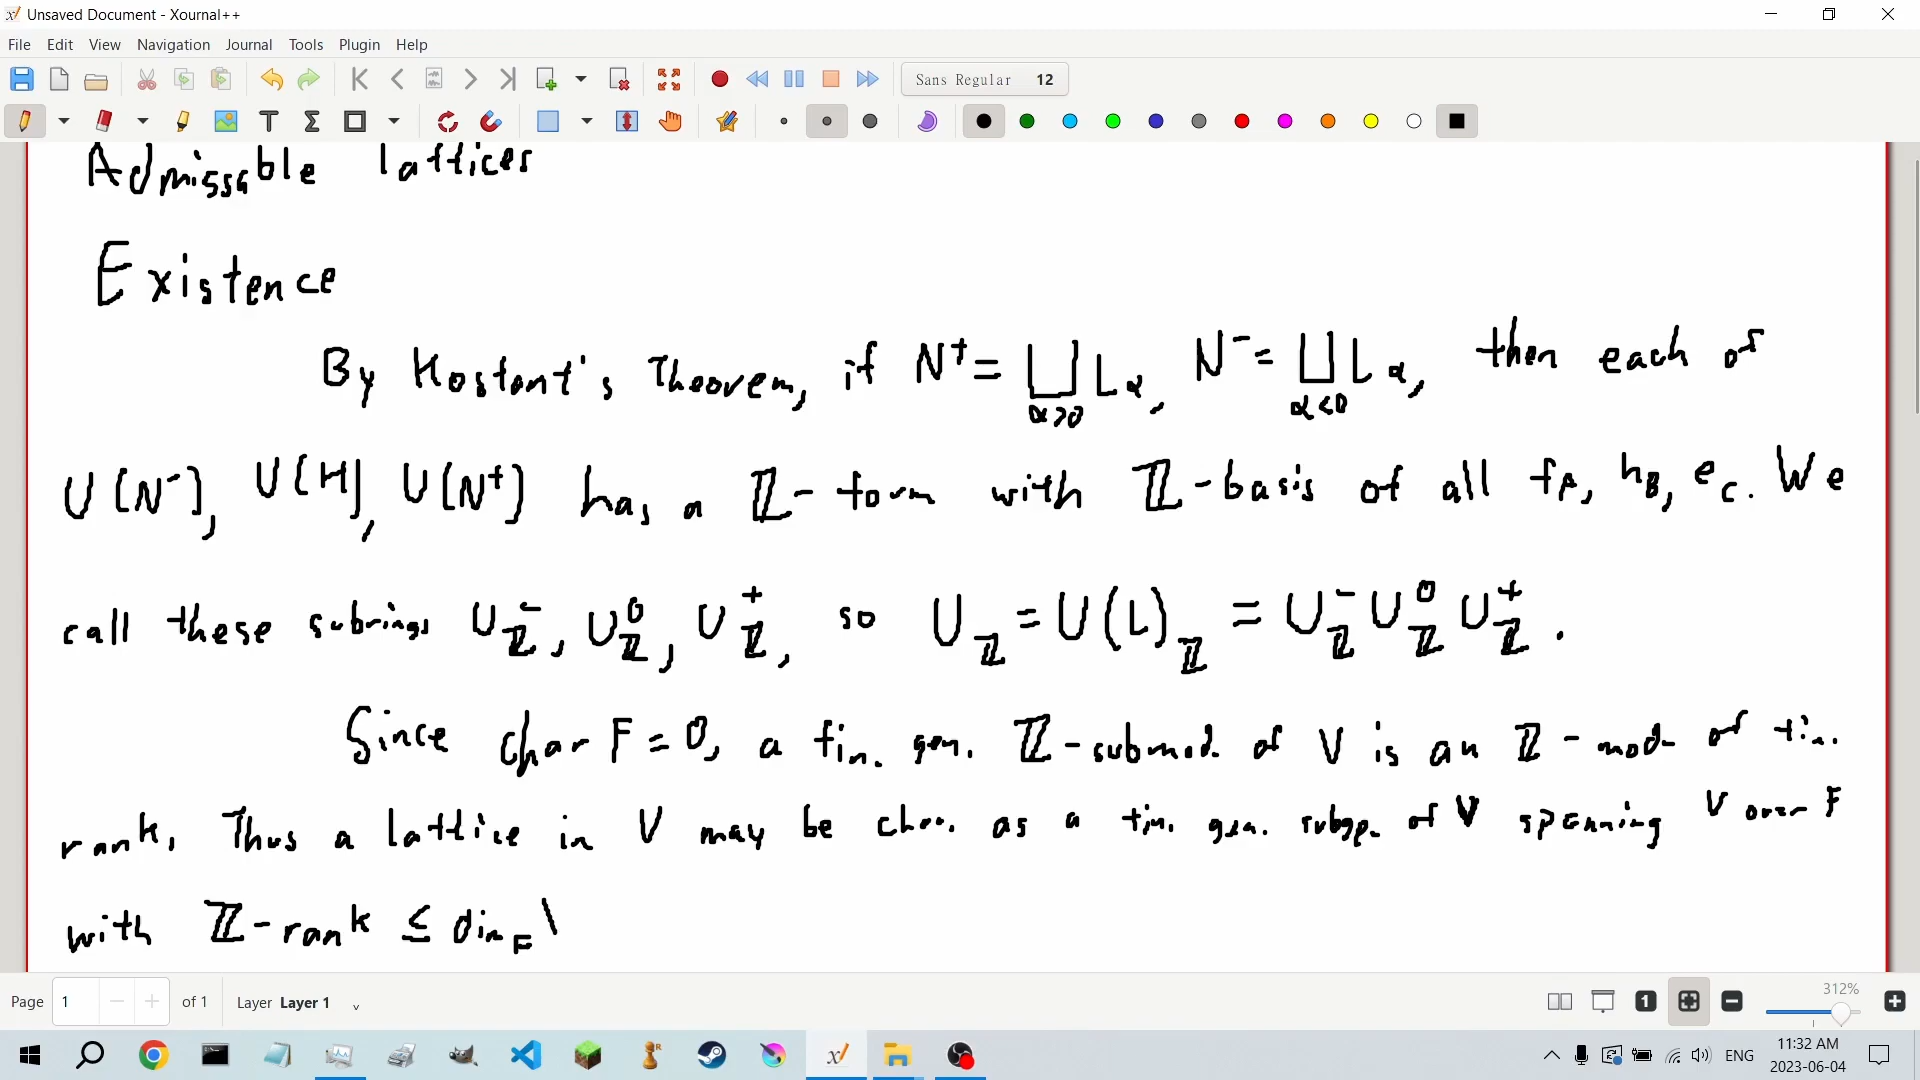 Unsaved Document - Xournal++
File Edit View Navigation Journal Tools Plugin Help
Sans Regular 12
Admissable lattices
Existence
By Kostant's Theorem, if N⁺ = ∐_{α>0} L_α, N⁻ = ∐_{α<0} L_α, then each of
U(N⁻), U(H), U(N⁺) has a ℤ-form with ℤ-basis of all f_A, h_B, e_C. We
call these subrings U_ℤ⁻, U_ℤ⁰, U_ℤ⁺, so U_ℤ = U(L)_ℤ = U_ℤ⁻ U_ℤ⁰ U_ℤ⁺.
Since char F = 0, a fin. gen. ℤ-submod. of V is an ℤ-mod of fin.
rank. Thus a lattice in V may be char. as a fin. gen. subgp. of V spanning V over F
with ℤ-rank ≤ dim_F \
Page 1 of 1 Layer Layer 1 312%
ENG
11:32 AM
2023-06-04